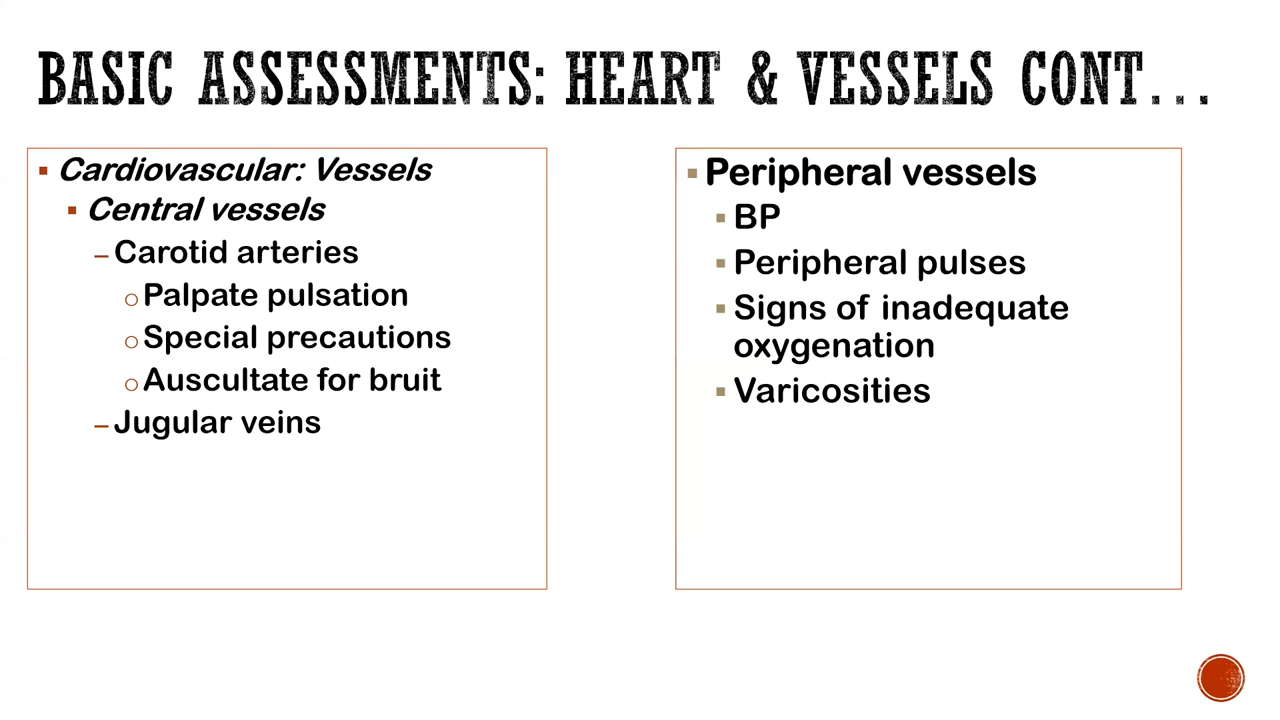 BASIC ASSESSMENTS: HEART & VESSELS CONT...
▪ Cardiovascular: Vessels
▪ Central vessels
– Carotid arteries
o Palpate pulsation
o Special precautions
o Auscultate for bruit
– Jugular veins
▪ Peripheral vessels
▪ BP
▪ Peripheral pulses
▪ Signs of inadequate
oxygenation
▪ Varicosities